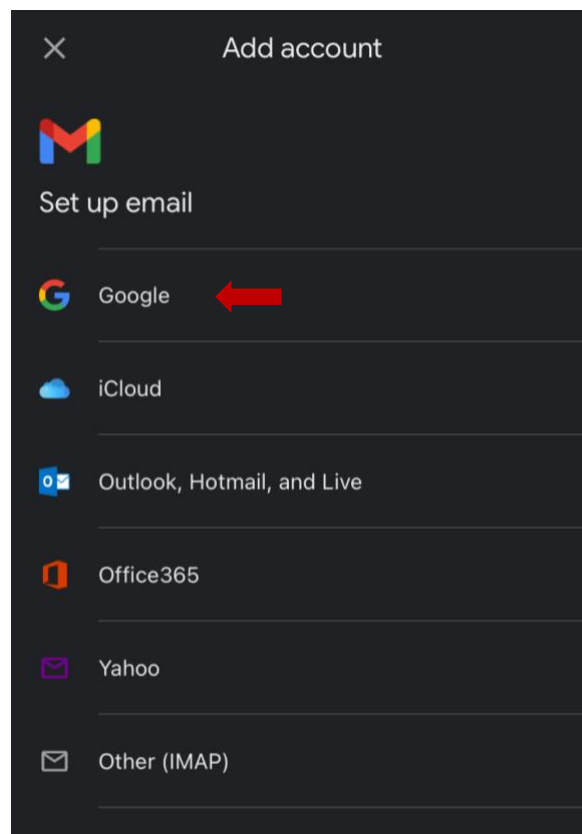 Add account
Set up email
Google
iCloud
Outlook, Hotmail, and Live
Office365
Yahoo
Other (IMAP)